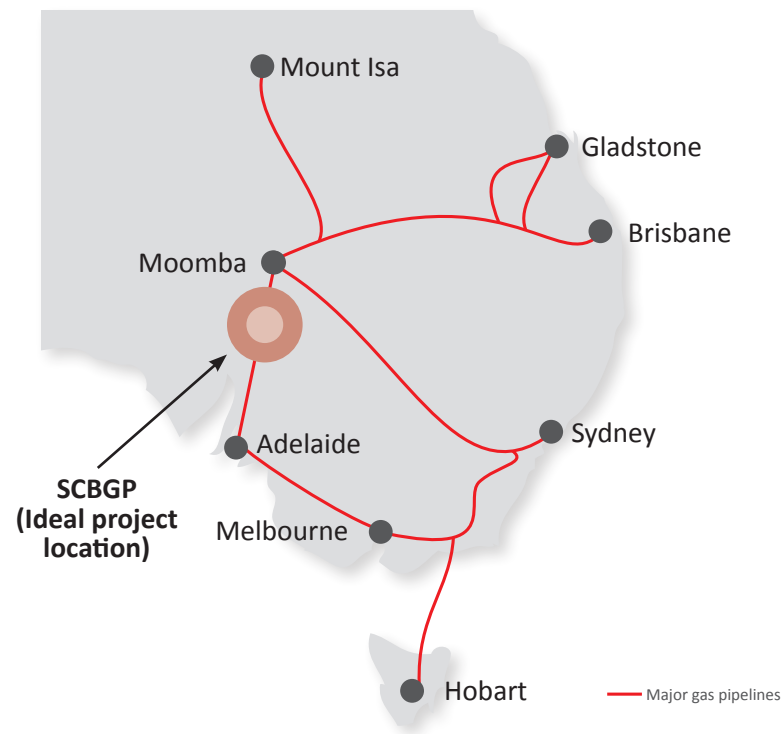 Mount Isa
Gladstone
Brisbane
Moomba
Sydney
Adelaide
SCBGP
(Ideal project
location)
Melbourne
Hobart
Major gas pipelines